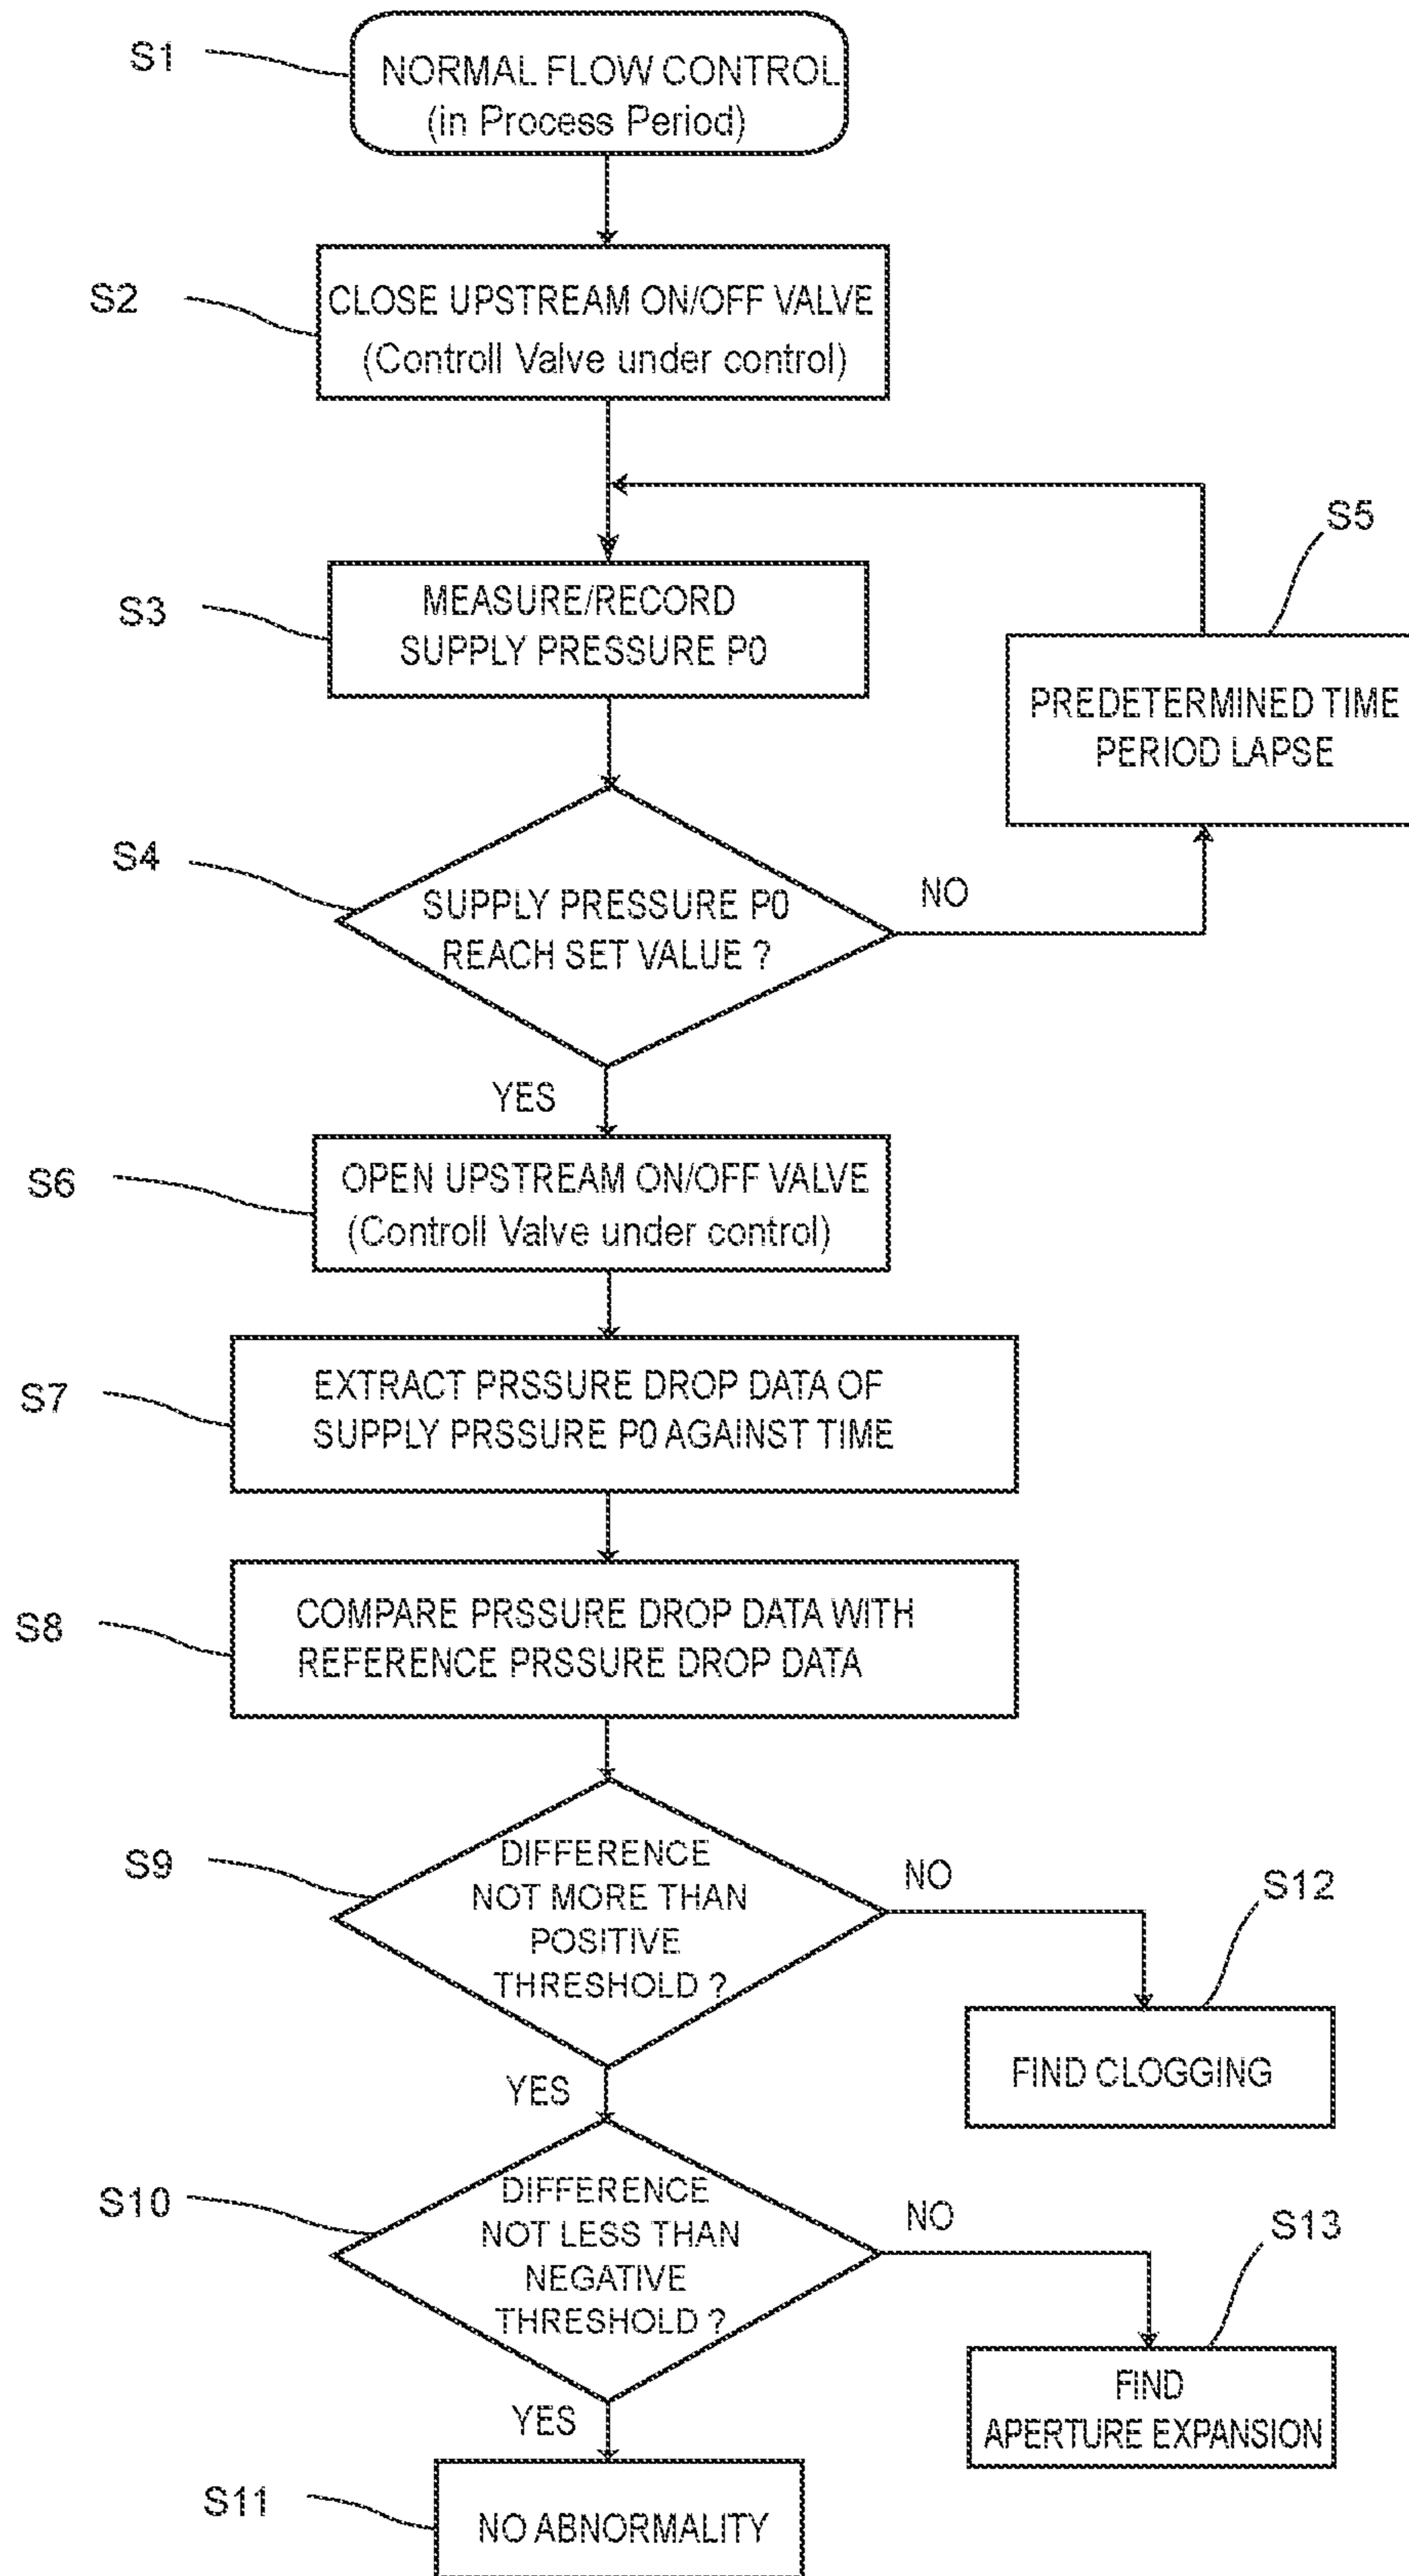 S1
NORMAL FLOW CONTROL
(in Process Period)
S2
CLOSE UPSTREAM ON/OFF VALVE
(Controll Valve under control)
S5
S3
MEASURE/RECORD
SUPPLY PRESSURE P0
PREDETERMINED TIME
PERIOD LAPSE
S4
SUPPLY PRESSURE P0
REACH SET VALUE ?
NO
YES
S6
OPEN UPSTREAM ON/OFF VALVE
(Controll Valve under control)
S7
EXTRACT PRSSURE DROP DATA OF
SUPPLY PRSSURE P0 AGAINST TIME
S8
COMPARE PRSSURE DROP DATA WITH
REFERENCE PRSSURE DROP DATA
S9
DIFFERENCE
NOT MORE THAN
POSITIVE
THRESHOLD ?
NO
S12
FIND CLOGGING
YES
S10
DIFFERENCE
NOT LESS THAN
NEGATIVE
THRESHOLD ?
NO
S13
FIND
APERTURE EXPANSION
YES
S11
NO ABNORMALITY